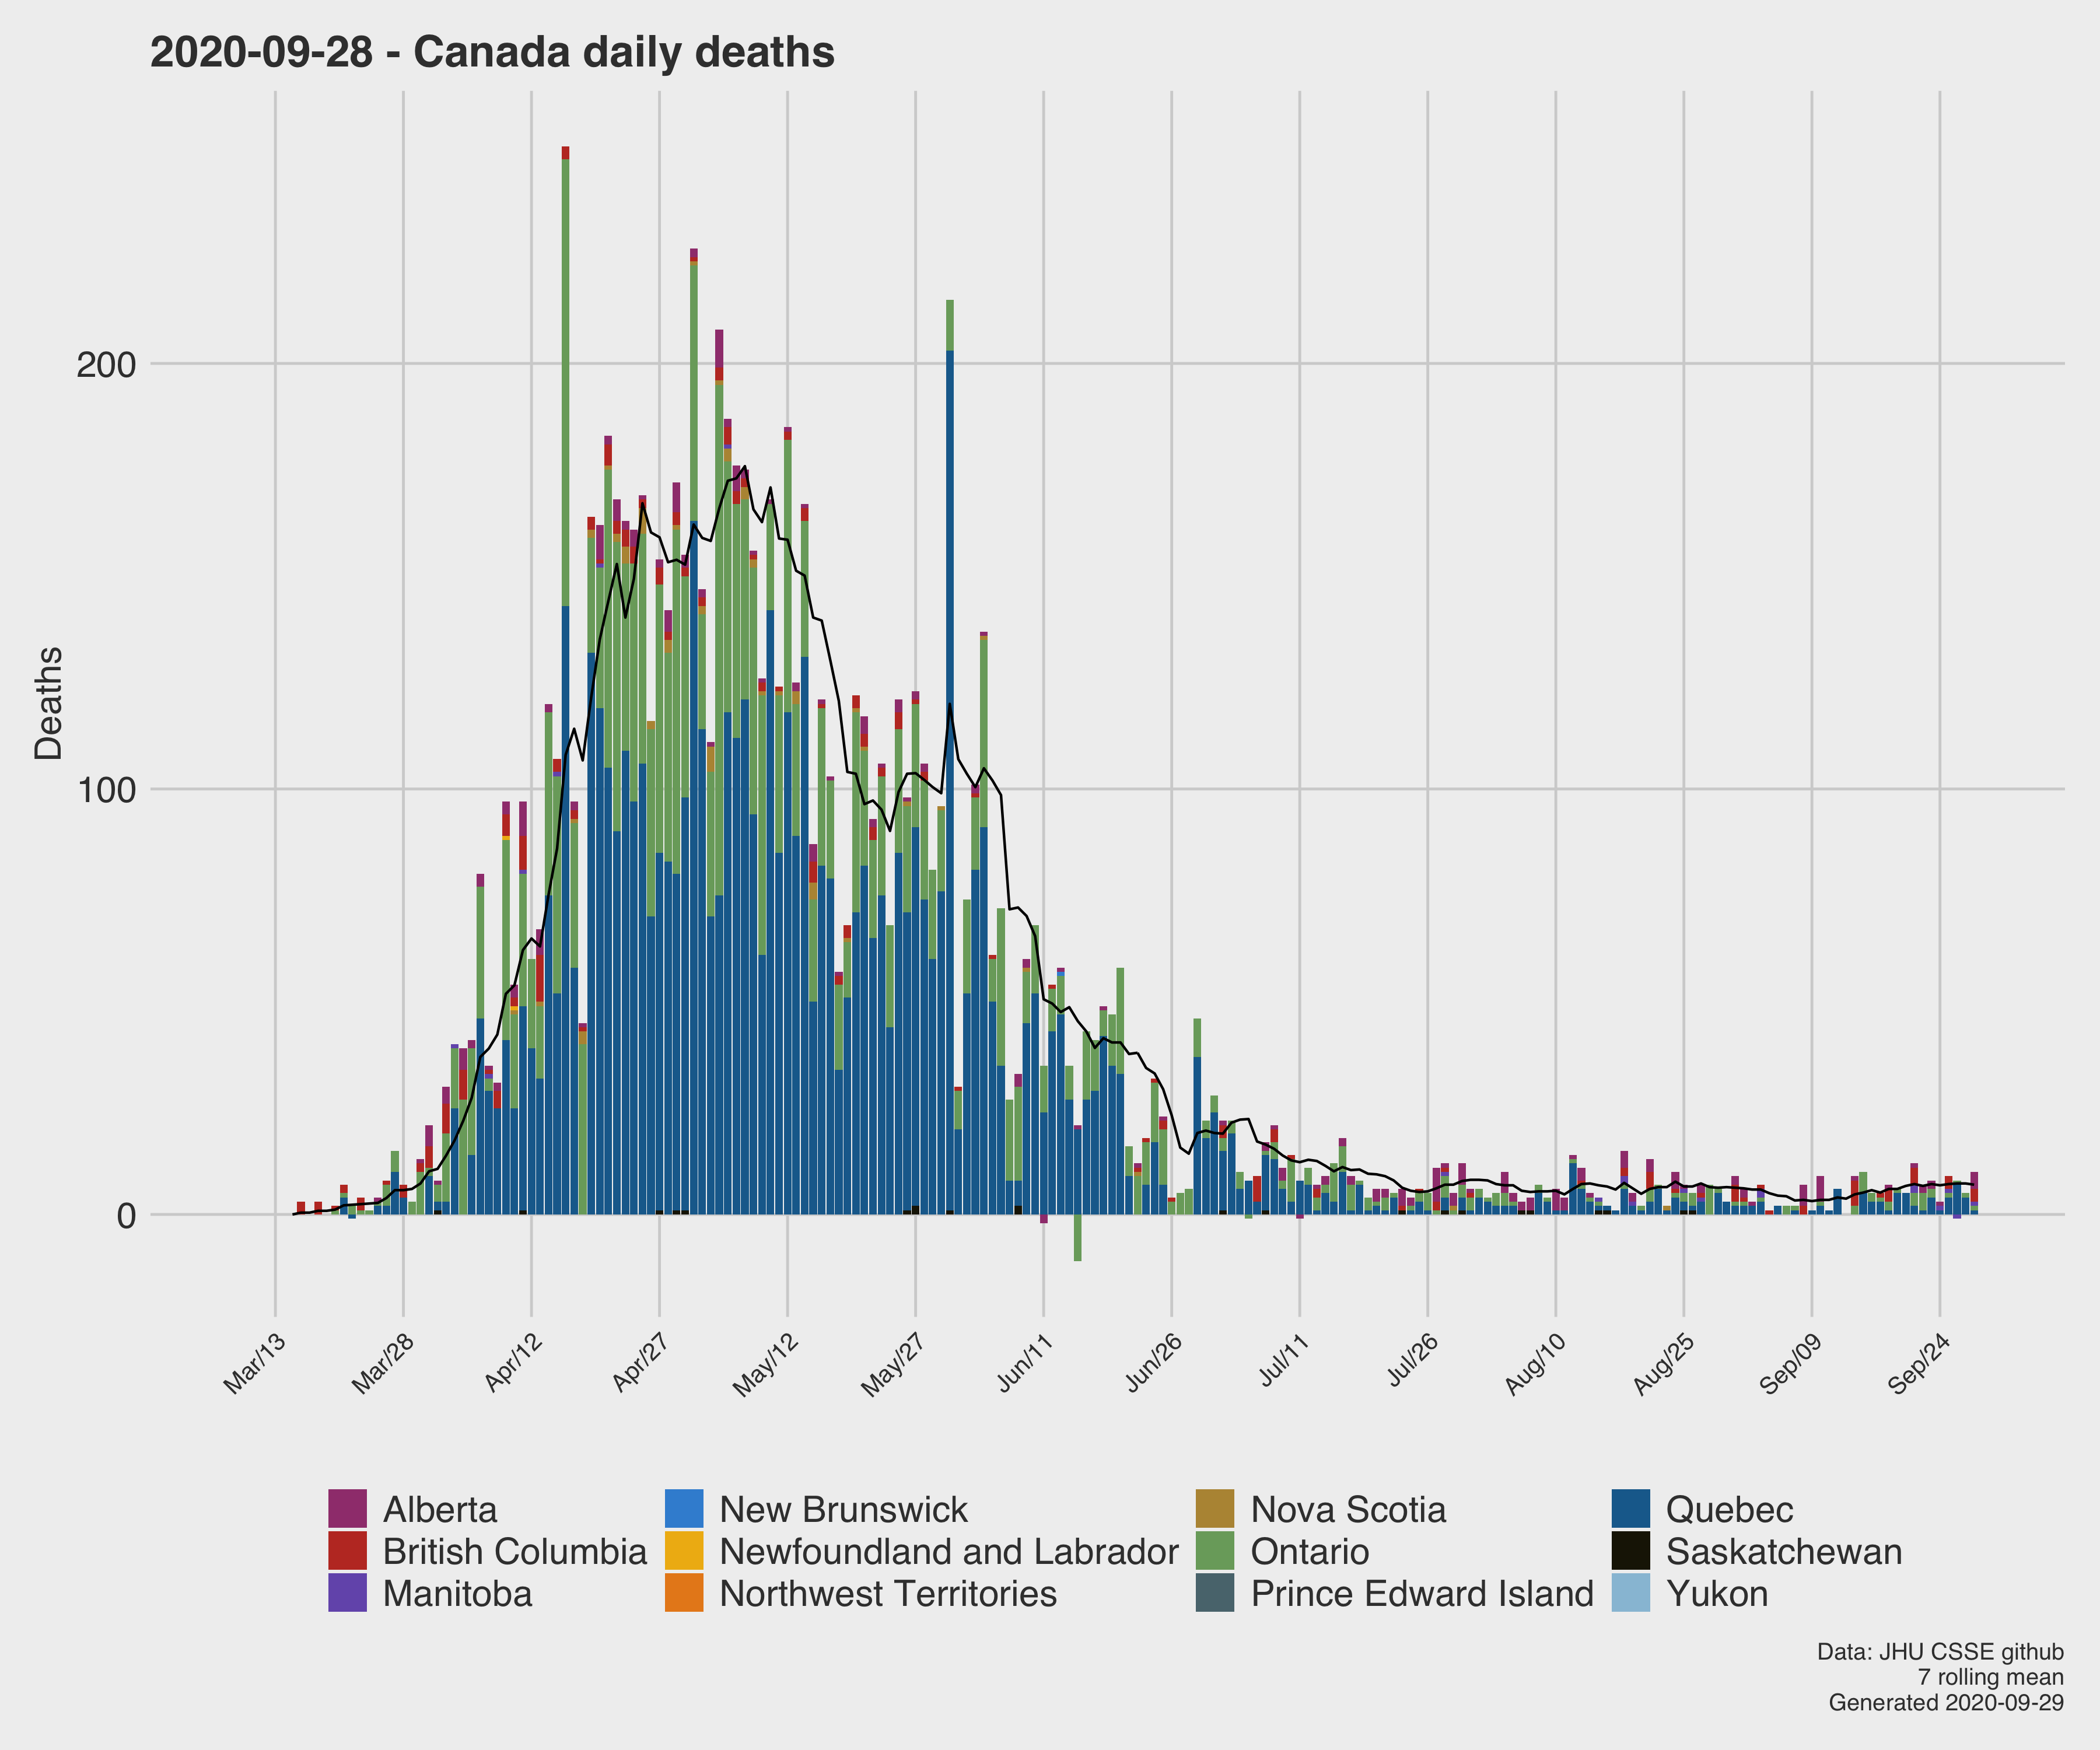 2020-09-28 - Canada daily deaths
Deaths
200
100
0
Mar/13
Mar/28
Apr/12
Apr/27
May/12
May/27
Jun/11
Jun/26
Jul/11
Jul/26
Aug/10
Aug/25
Sep/09
Sep/24
Alberta
New Brunswick
Nova Scotia
Quebec
British Columbia
Newfoundland and Labrador
Ontario
Saskatchewan
Manitoba
Northwest Territories
Prince Edward Island
Yukon
Data: JHU CSSE github
7 rolling mean
Generated 2020-09-29